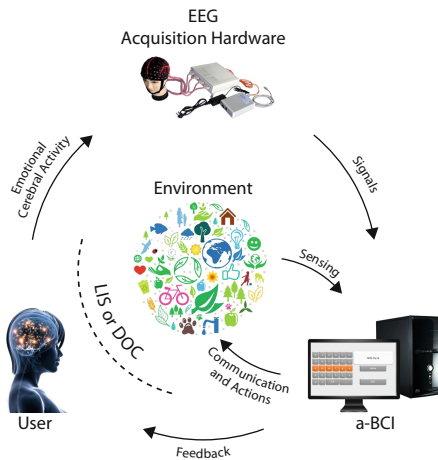 EEG
Acquisition Hardware
Emotional
Cerebral Activity
Signals
Environment
Sensing
LIS or DOC
Communication
and Actions
User
a-BCI
Feedback